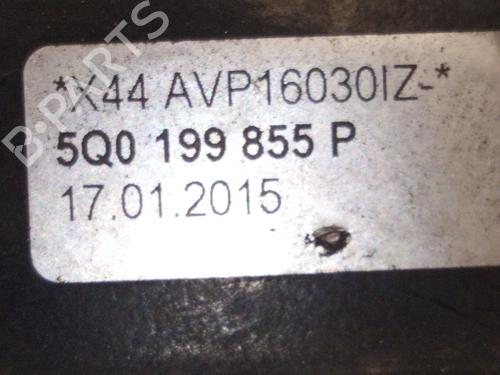 B-PARTS
*X44 AVP16030IZ-*
5Q0 199 855 P
17.01.2015